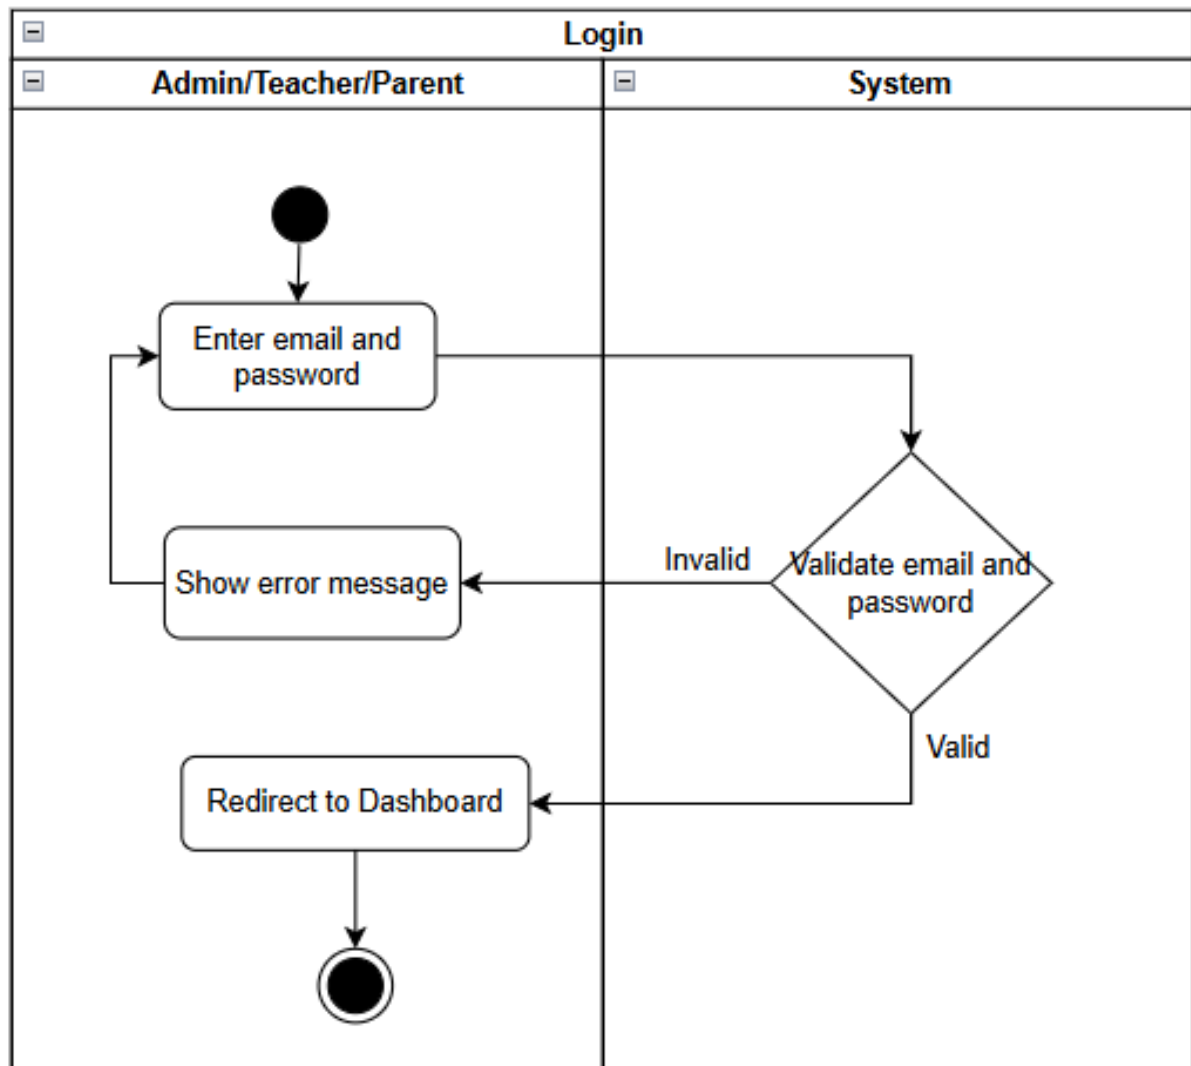 Login
Admin/Teacher/Parent
System
Enter email and
password
Invalid
Validate email and
password
Show error message
Valid
Redirect to Dashboard